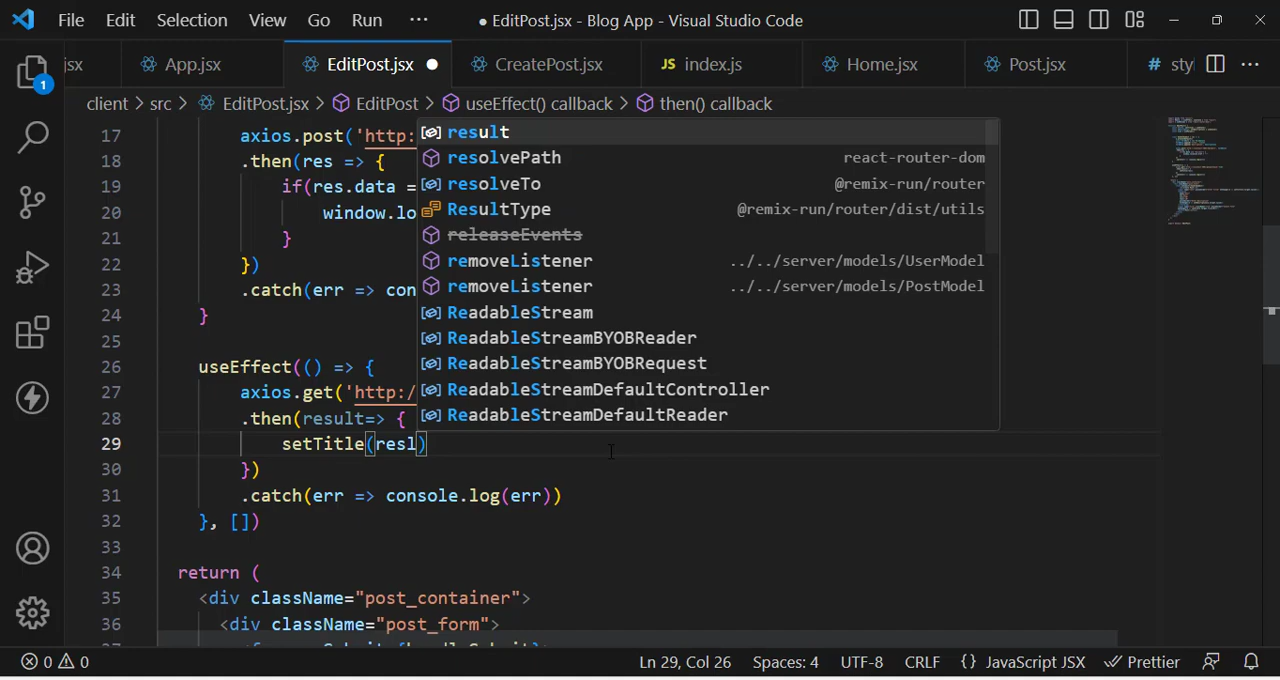 File Edit Selection View Go Run ··· ● EditPost.jsx - Blog App - Visual Studio Code
jsx App.jsx EditPost.jsx ● CreatePost.jsx JS index.js Home.jsx Post.jsx # sty ···
client > src > EditPost.jsx > EditPost > useEffect() callback > then() callback
1
17 axios.post('http:
18 .then(res => {
19 if(res.data =
20 window.lo
21 }
22 })
23 .catch(err => con
24 }
25
26 useEffect(() => {
27 axios.get('http:/
28 .then(result=> {
29 setTitle(resl)
30 })
31 .catch(err => console.log(err))
32 }, [])
33
34 return (
35 <div className="post_container">
36 <div className="post_form">
result
resolvePath react-router-dom
resolveTo @remix-run/router
ResultType @remix-run/router/dist/utils
releaseEvents
removeListener ../../server/models/UserModel
removeListener ../../server/models/PostModel
ReadableStream
ReadableStreamBYOBReader
ReadableStreamBYOBRequest
ReadableStreamDefaultController
ReadableStreamDefaultReader
0 0 Ln 29, Col 26 Spaces: 4 UTF-8 CRLF {} JavaScript JSX Prettier